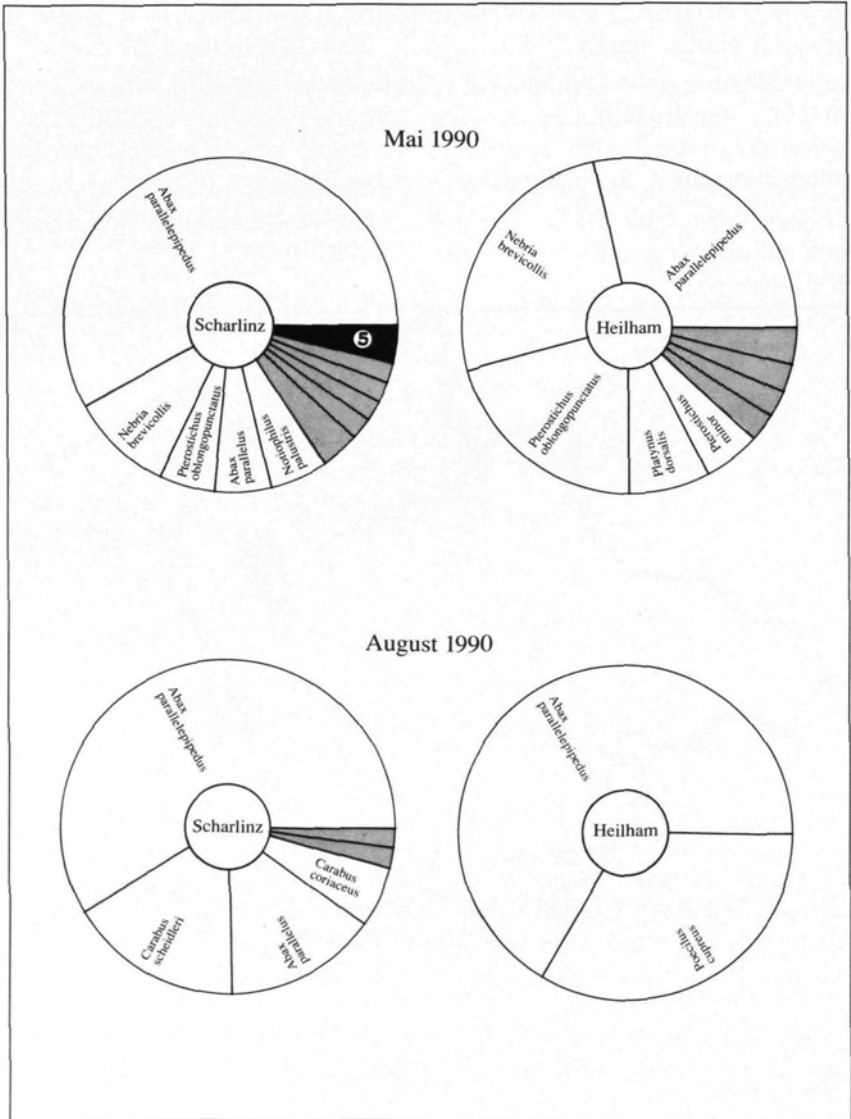 Mai 1990
Abax
parallelepipedus
Scharlinz
5
Nebria
brevicollis
Pterostichus
oblongopunctatus
Abax
parallelus
Notiophilus
palustris
Nebria
brevicollis
Abax
parallelepipedus
Heilham
Pterostichus
oblongopunctatus
Platynus
dorsalis
Pterostichus
minor
August 1990
Abax
parallelepipedus
Scharlinz
Carabus
coriaceus
Carabus
scheidleri
Abax
parallelus
Abax
parallelepipedus
Heilham
Poecilus
cupreus